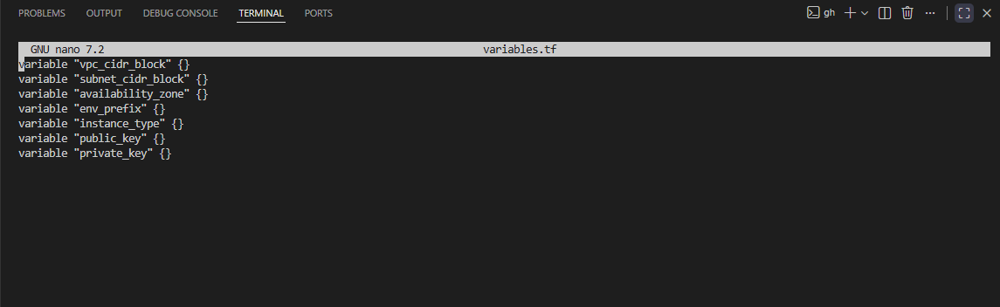 PROBLEMS OUTPUT DEBUG CONSOLE TERMINAL PORTS gh
GNU nano 7.2 variables.tf
variable "vpc_cidr_block" {}
variable "subnet_cidr_block" {}
variable "availability_zone" {}
variable "env_prefix" {}
variable "instance_type" {}
variable "public_key" {}
variable "private_key" {}